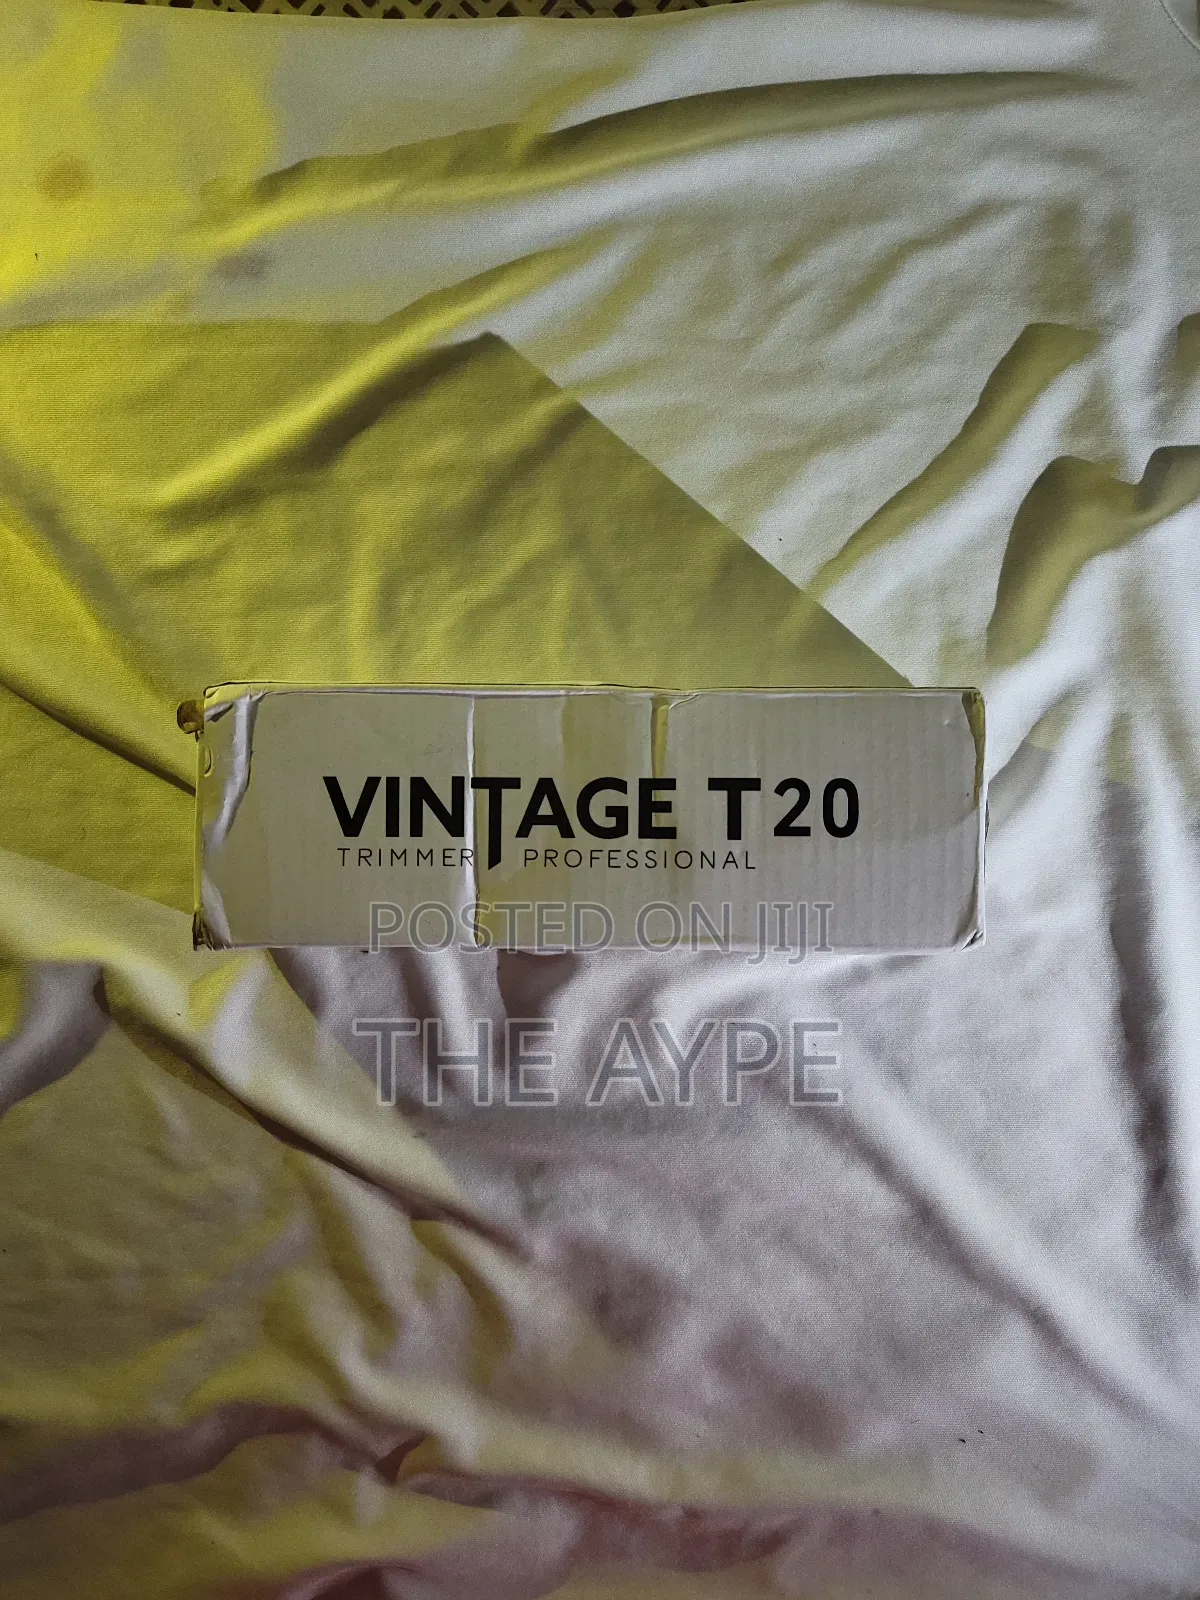 VINTAGE T20
TRIMMER PROFESSIONAL
POSTED ON JIJI
THE AYPE